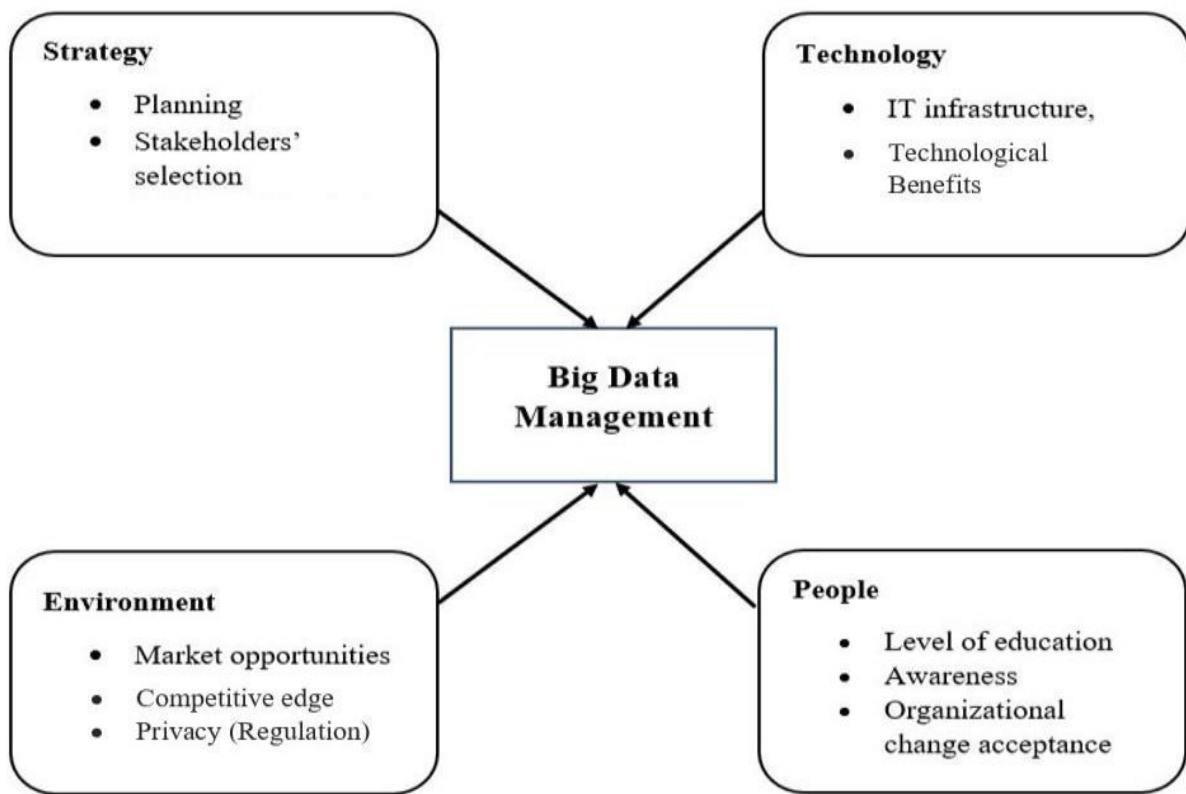 Strategy
• Planning
• Stakeholders’
selection
Technology
• IT infrastructure,
• Technological
Benefits
Big Data
Management
Environment
• Market opportunities
• Competitive edge
• Privacy (Regulation)
People
• Level of education
• Awareness
• Organizational
change acceptance